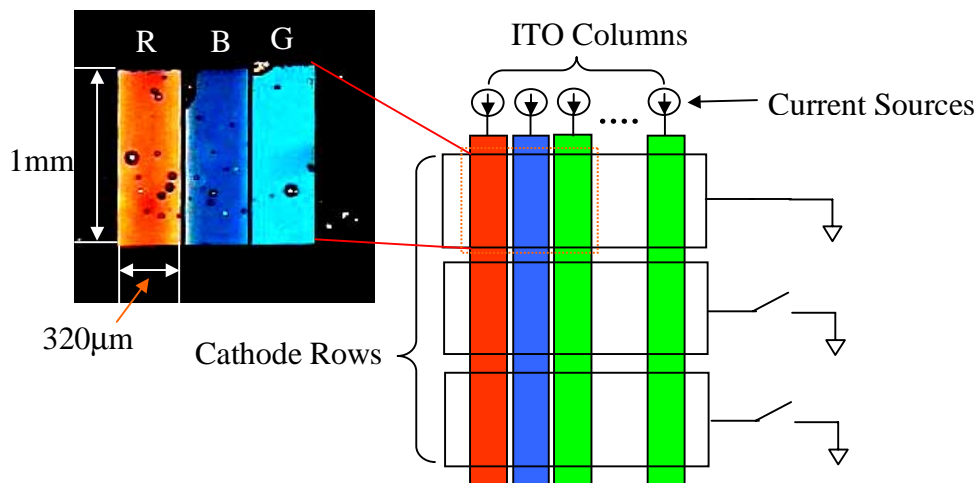 R B G
ITO Columns
Current Sources
....
1mm
320μm
Cathode Rows